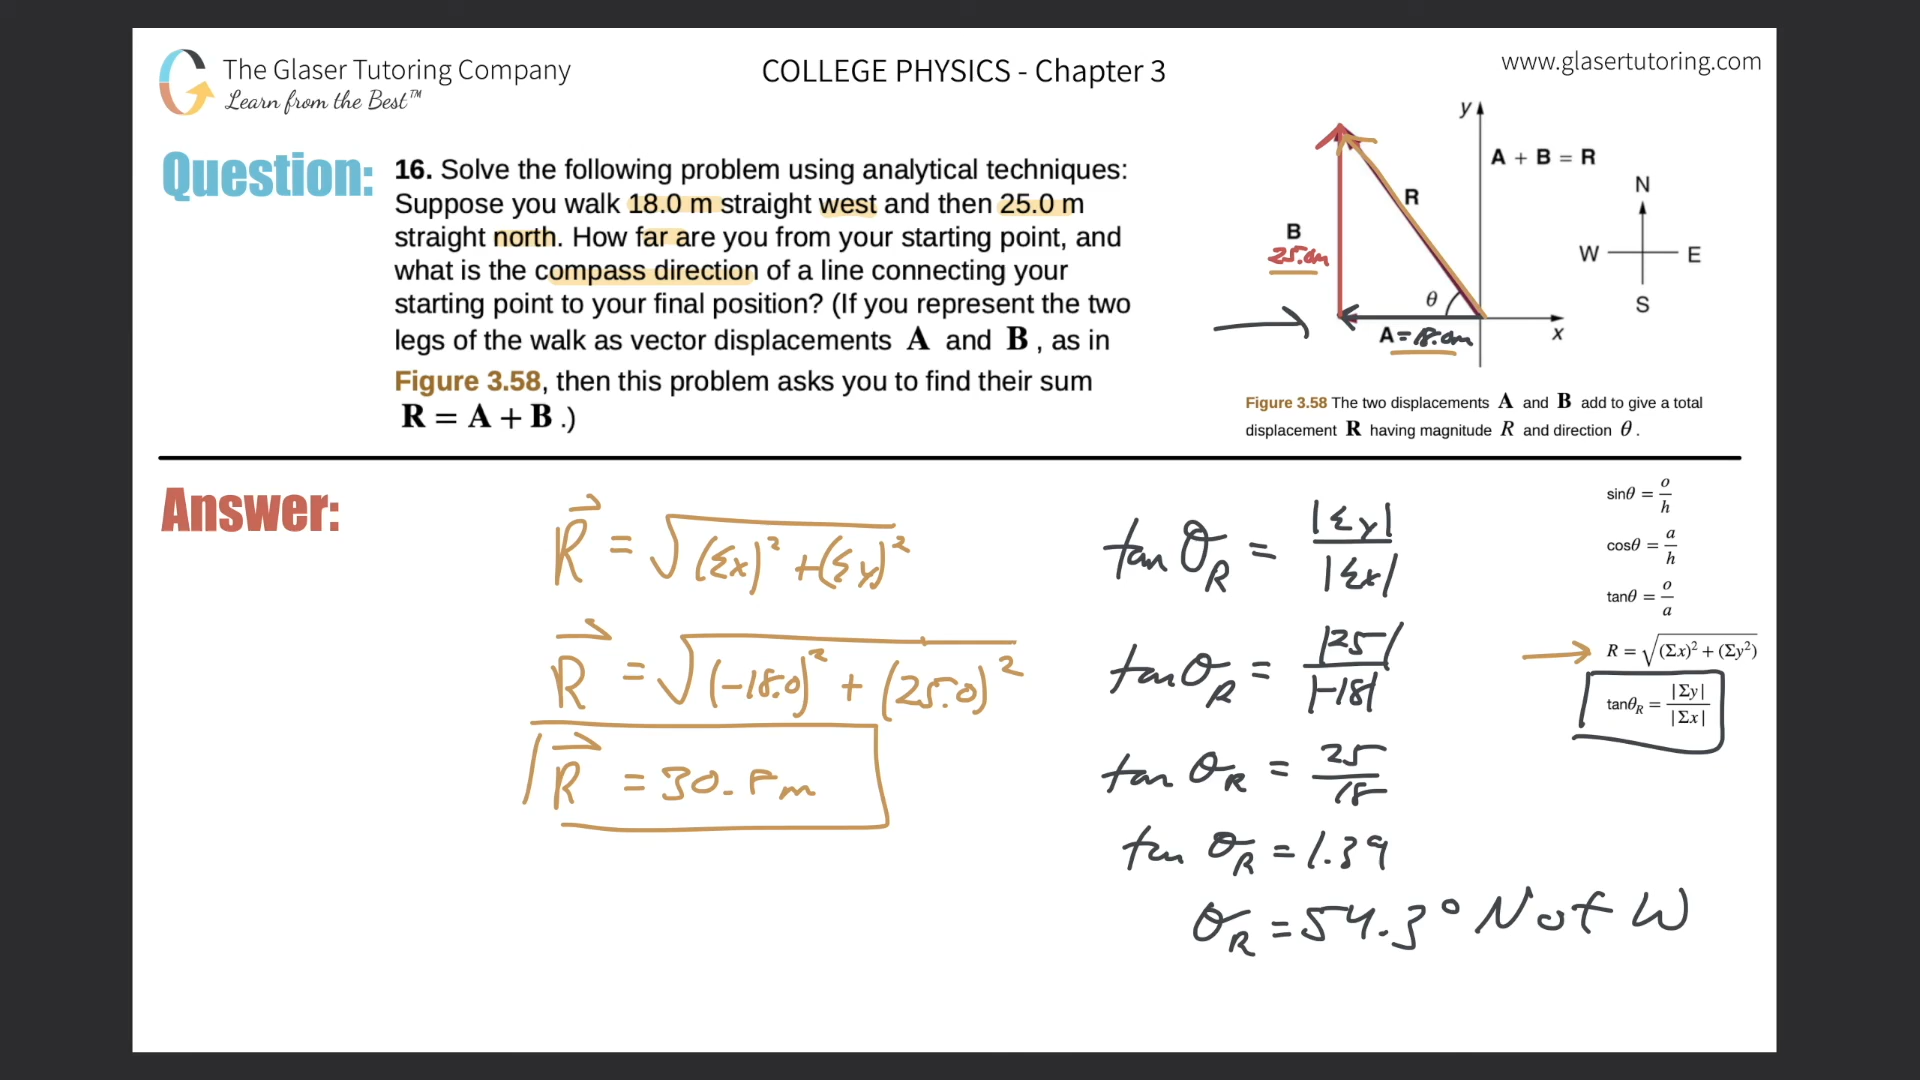 The Glaser Tutoring Company
Learn from the Best™
COLLEGE PHYSICS - Chapter 3
www.glasertutoring.com
Question:
16. Solve the following problem using analytical techniques:
Suppose you walk 18.0 m straight west and then 25.0 m
straight north. How far are you from your starting point, and
what is the compass direction of a line connecting your
starting point to your final position? (If you represent the two
legs of the walk as vector displacements A and B , as in
Figure 3.58, then this problem asks you to find their sum
R = A + B .)
y
A + B = R
R
B
25.0m
θ
A = 18.0m
x
N
W E
S
Figure 3.58 The two displacements A and B add to give a total
displacement R having magnitude R and direction θ .
Answer:
R⃗ = √(Σx)² + (Σy)²
R⃗ = √(-18.0)² + (25.0)²
R⃗ = 30.8 m
tan θR = |Σy| / |Σx|
tan θR = |25| / |-18|
tan θR = 25 / 18
tan θR = 1.39
θR = 54.3° N of W
sinθ = o/h
cosθ = a/h
tanθ = o/a
R = √(Σx)² + (Σy²)
tanθR = |Σy| / |Σx|